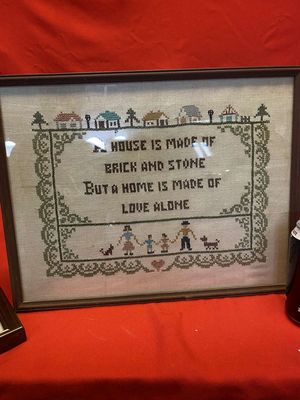 A HOUSE IS MADE OF
BRICK AND STONE
BUT A HOME IS MADE OF
LOVE ALONE